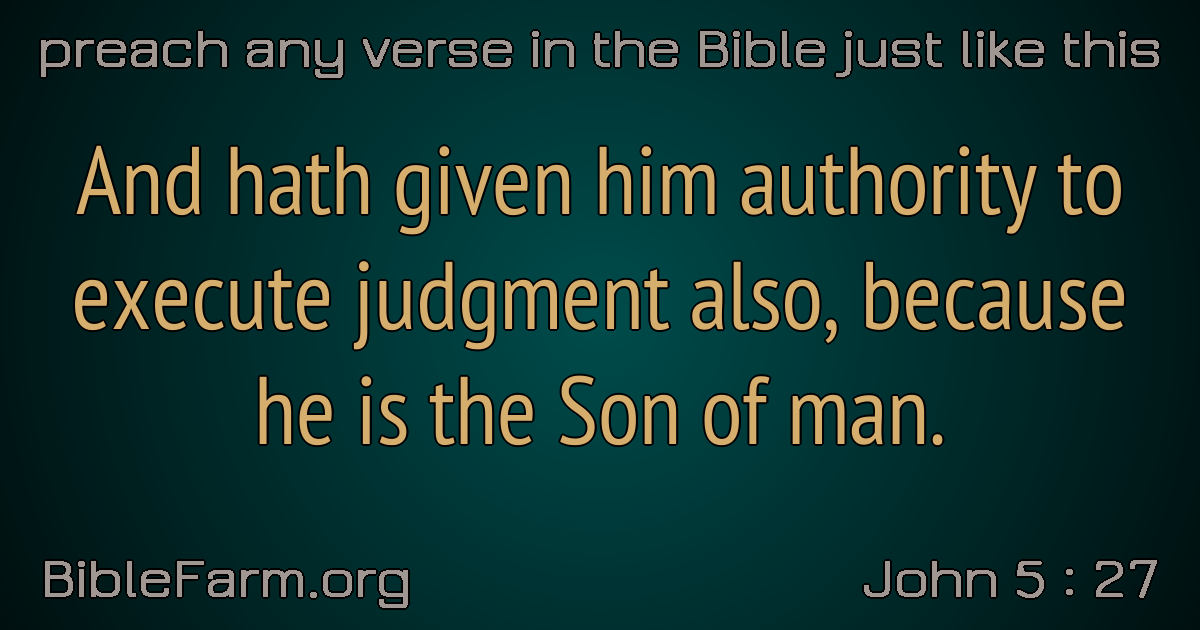 preach any verse in the Bible just like this
And hath given him authority to
execute judgment also, because
he is the Son of man.
BibleFarm.org
John 5 : 27